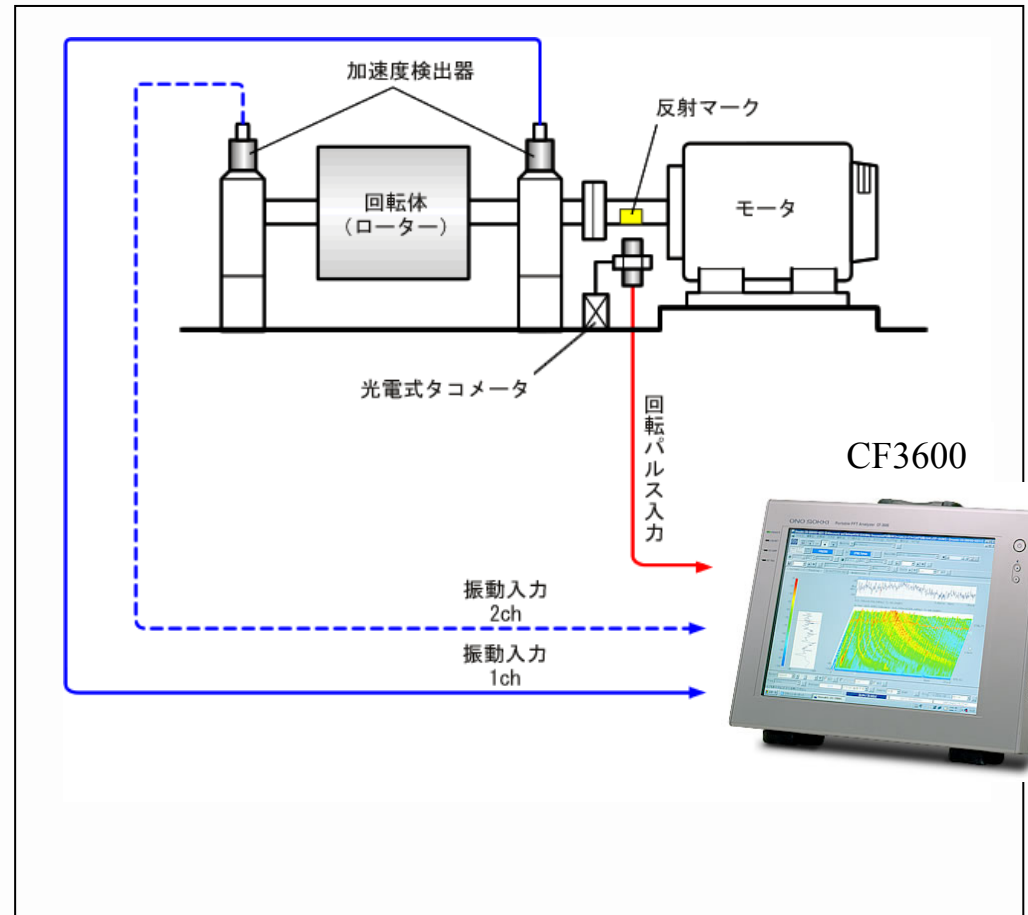 加速度検出器
反射マーク
回転体
(ローター)
モータ
光電式タコメータ
回転パルス入力
CF3600
ONO SOKKI
振動入力
2ch
振動入力
1ch